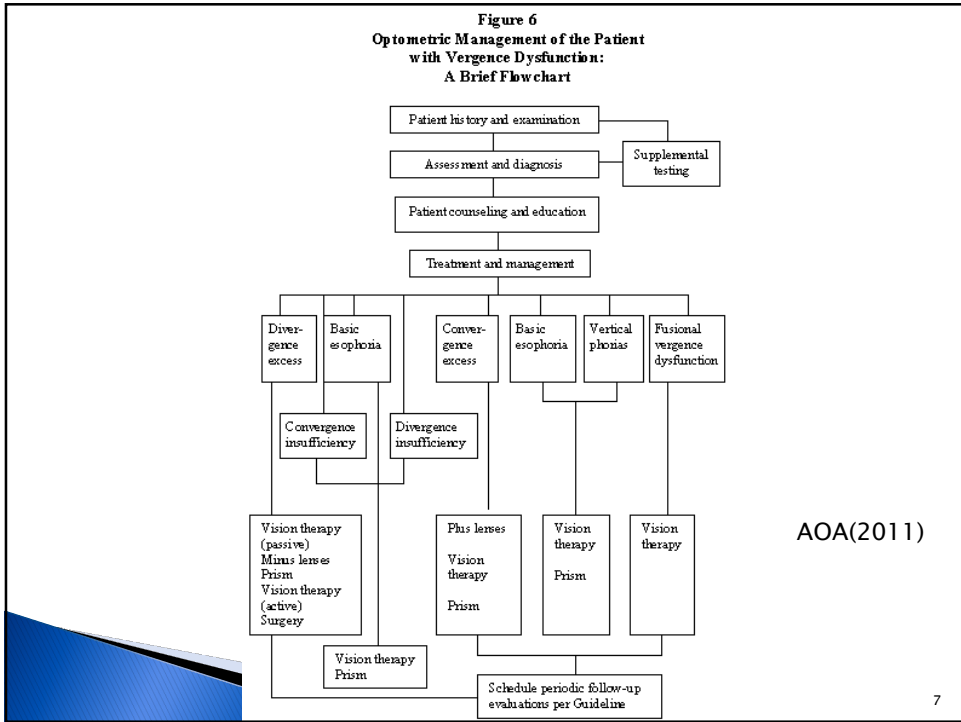 Figure 6
Optometric Management of the Patient
with Vergence Dysfunction:
A Brief Flowchart
Patient history and examination
Supplemental
testing
Assessment and diagnosis
Patient counseling and education
Treatment and management
Diver-
gence
excess
Basic
esophoria
Conver-
gence
excess
Basic
esophoria
Vertical
phorias
Fusional
vergence
dysfunction
Convergence
insufficiency
Divergence
insufficiency
Vision therapy
(passive)
Minus lenses
Prism
Vision therapy
(active)
Surgery
Plus lenses
Vision
therapy
Prism
Vision
therapy
Prism
Vision
therapy
AOA(2011)
Vision therapy
Prism
Schedule periodic follow-up
evaluations per Guideline
7